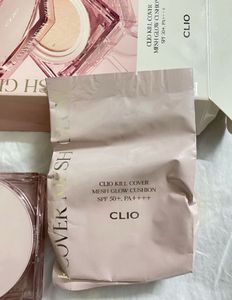 CLIO KILL COVER
MESH GLOW CUSHION
SPF 50+, PA++++
CLIO
CLIO KILL COVER
MESH GLOW CUSHION
SPF 50+, PA++++
CLIO